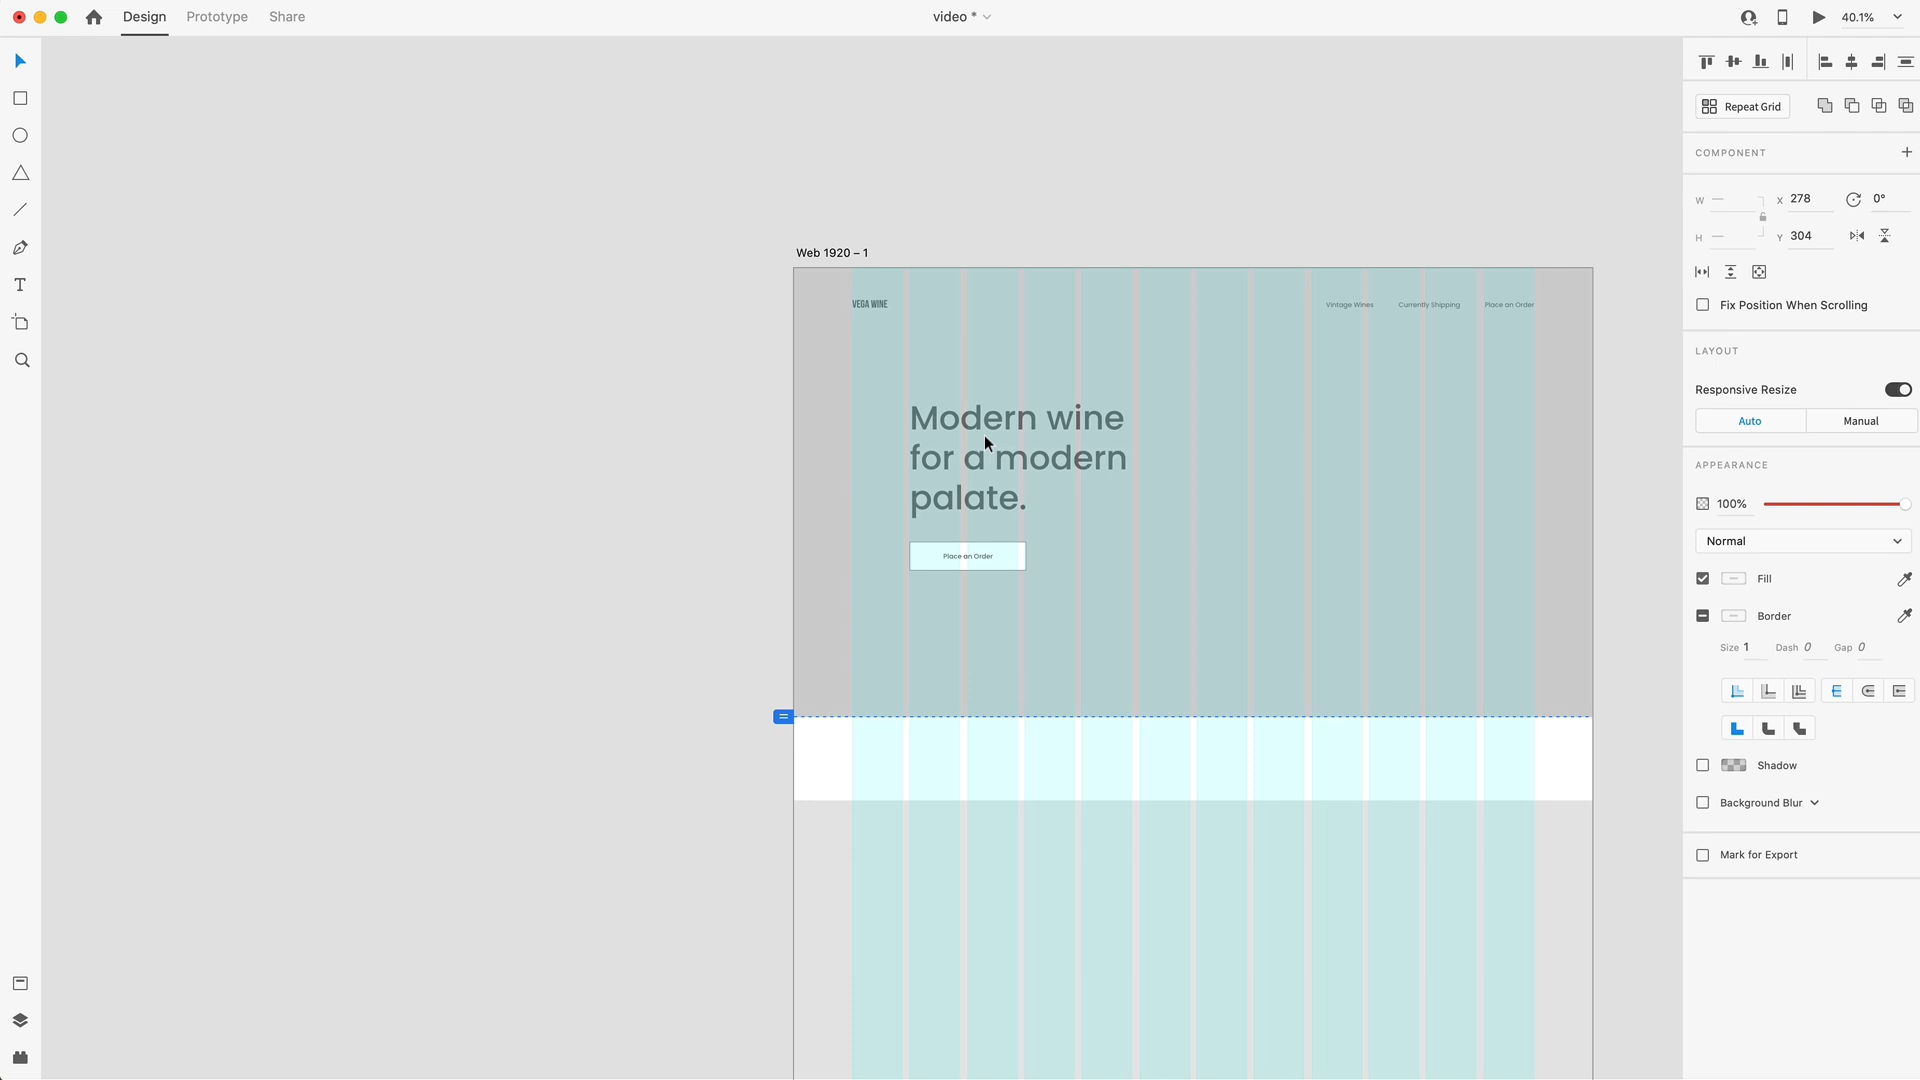 Design
Prototype
Share
video *
40.1%
Repeat Grid
COMPONENT
W
X 278
0°
H
Y 304
Fix Position When Scrolling
LAYOUT
Responsive Resize
Auto
Manual
APPEARANCE
100%
Normal
Fill
Border
Size 1
Dash 0
Gap 0
Shadow
Background Blur
Mark for Export
Web 1920 – 1
VEGA WINE
Vintage Wines
Currently Shipping
Place an Order
Modern wine
for a modern
palate.
Place an Order